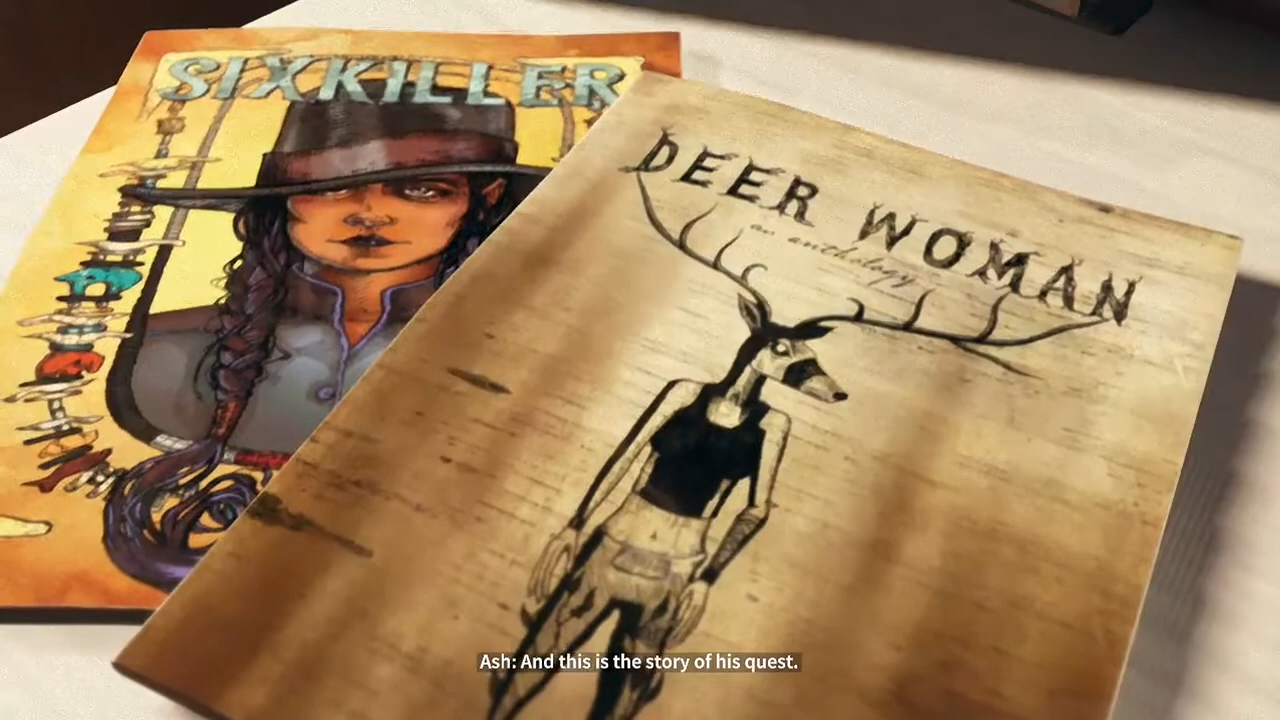 SIXKILLER
DEER WOMAN
an anthology
Ash: And this is the story of his quest.